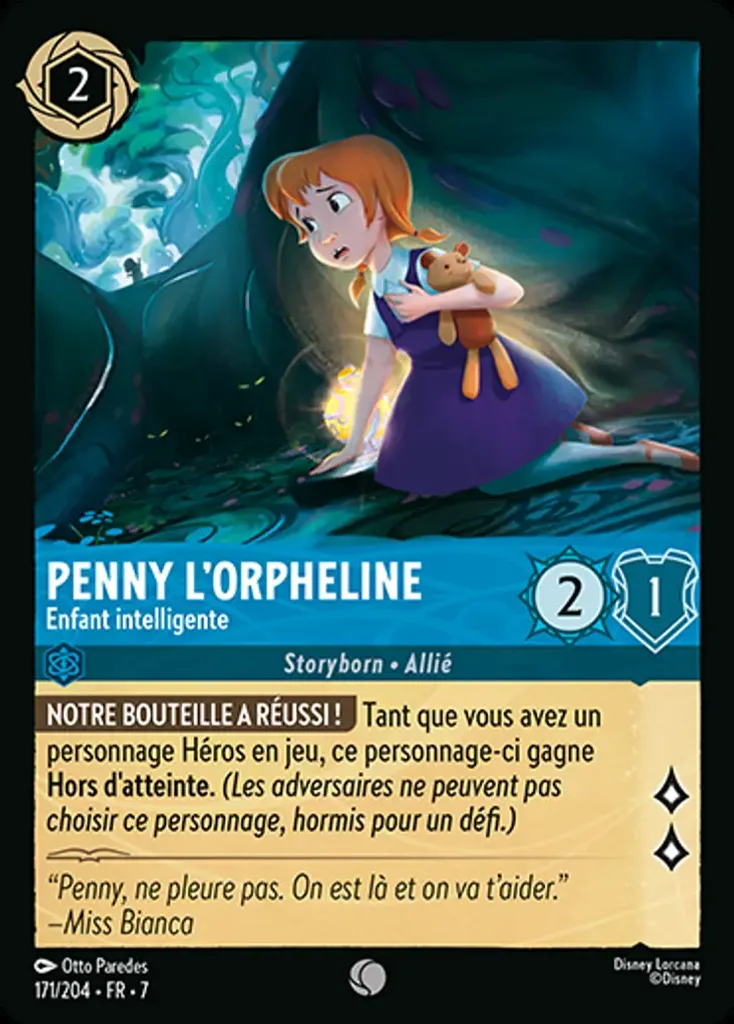 2
PENNY L'ORPHELINE
Enfant intelligente
2
1
Storyborn • Allié
NOTRE BOUTEILLE A RÉUSSI ! Tant que vous avez un
personnage Héros en jeu, ce personnage-ci gagne
Hors d'atteinte. (Les adversaires ne peuvent pas
choisir ce personnage, hormis pour un défi.)
“Penny, ne pleure pas. On est là et on va t’aider.”
–Miss Bianca
Otto Paredes
171/204 • FR • 7
Disney Lorcana
©Disney